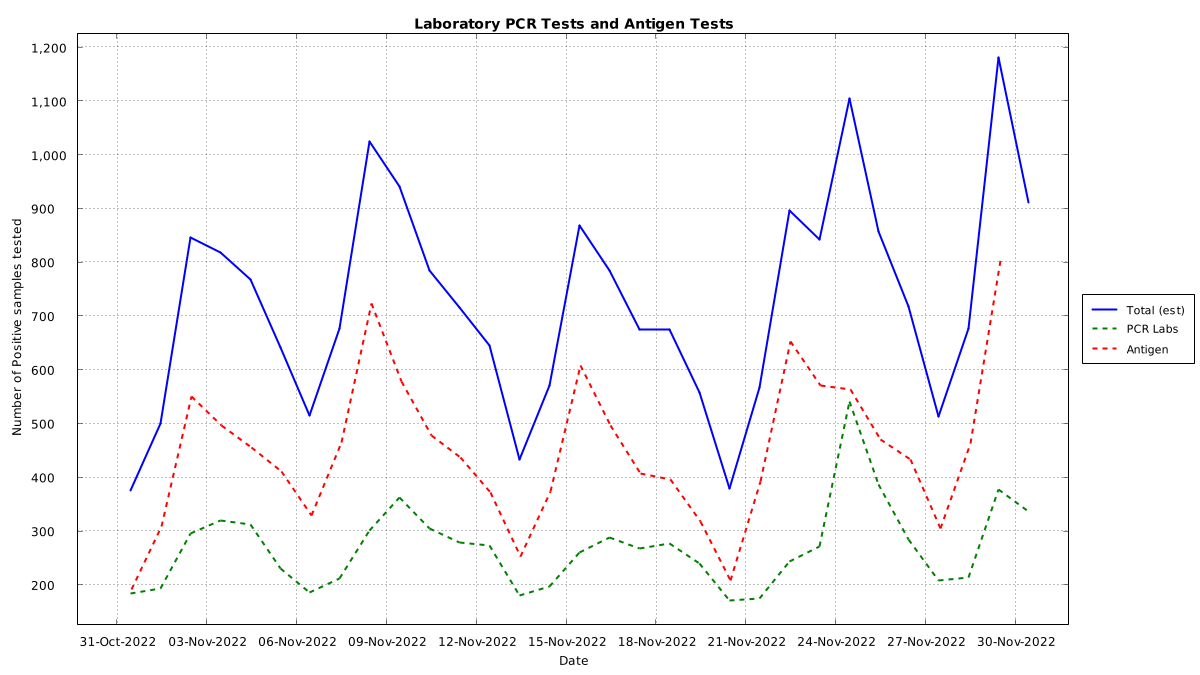 Laboratory PCR Tests and Antigen Tests
1,200
1,100
1,000
900
800
700
600
500
400
300
200
Number of Positive samples tested
31-Oct-2022 03-Nov-2022 06-Nov-2022 09-Nov-2022 12-Nov-2022 15-Nov-2022 18-Nov-2022 21-Nov-2022 24-Nov-2022 27-Nov-2022 30-Nov-2022
Date
Total (est)
PCR Labs
Antigen